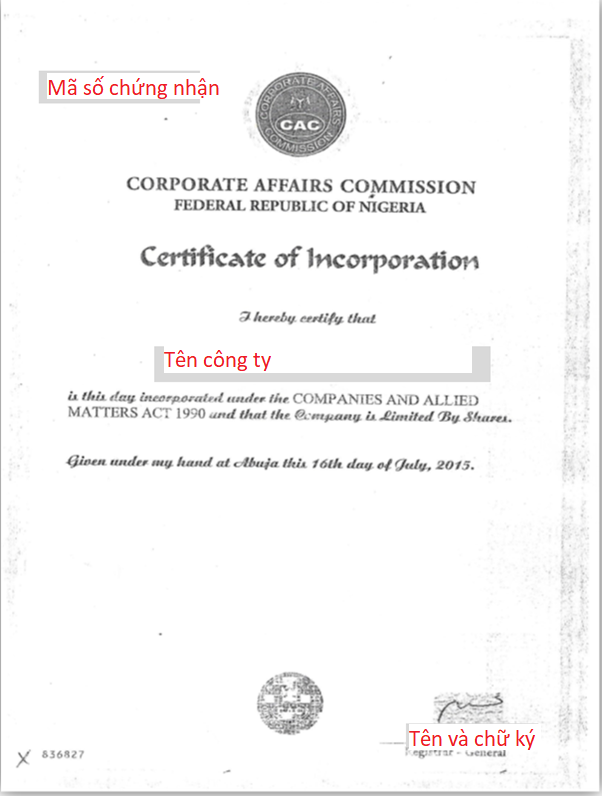 Mã số chứng nhận
CORPORATE AFFAIRS COMMISSION
CAC
CORPORATE AFFAIRS COMMISSION
FEDERAL REPUBLIC OF NIGERIA
Certificate of Incorporation
I hereby certify that
Tên công ty
is this day incorporated under the COMPANIES AND ALLIED
MATTERS ACT 1990 and that the Company is Limited By Shares.
Given under my hand at Abuja this 16th day of July, 2015.
CAC
Tên và chữ ký
Registrar - General
X 836827